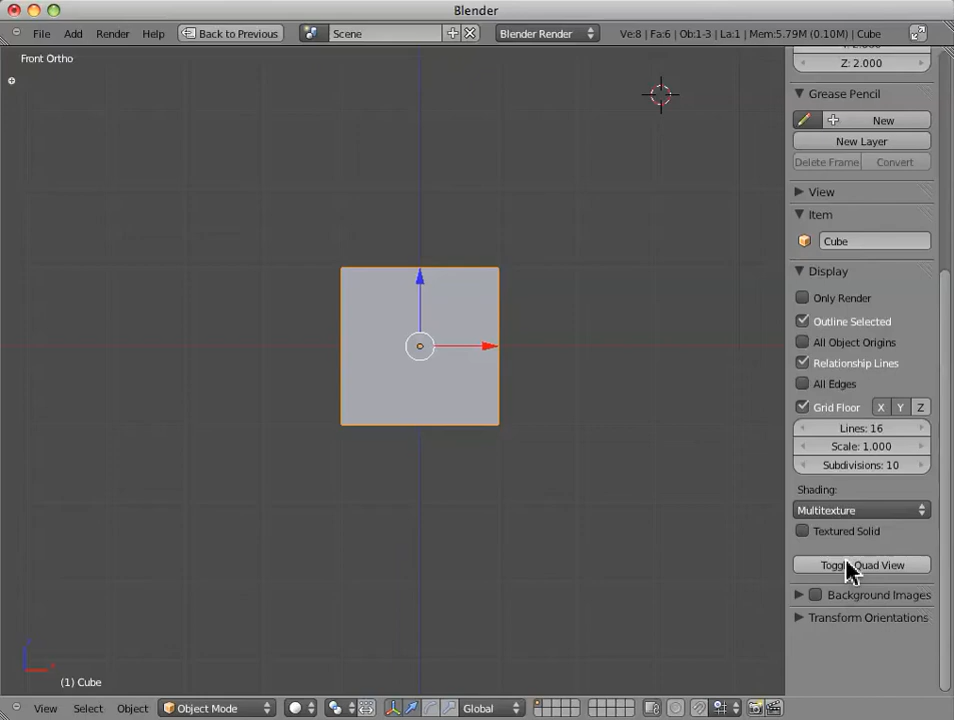 Blender
File Add Render Help Back to Previous Scene Blender Render Ve:8 | Fa:6 | Ob:1-3 | La:1 | Mem:5.79M (0.10M) | Cube
Front Ortho
Z: 2.000
Grease Pencil
New
New Layer
Delete Frame Convert
View
Item
Cube
Display
Only Render
Outline Selected
All Object Origins
Relationship Lines
All Edges
Grid Floor X Y Z
Lines: 16
Scale: 1.000
Subdivisions: 10
Shading:
Multitexture
Textured Solid
Toggle Quad View
Background Images
Transform Orientations
(1) Cube
View Select Object Object Mode Global